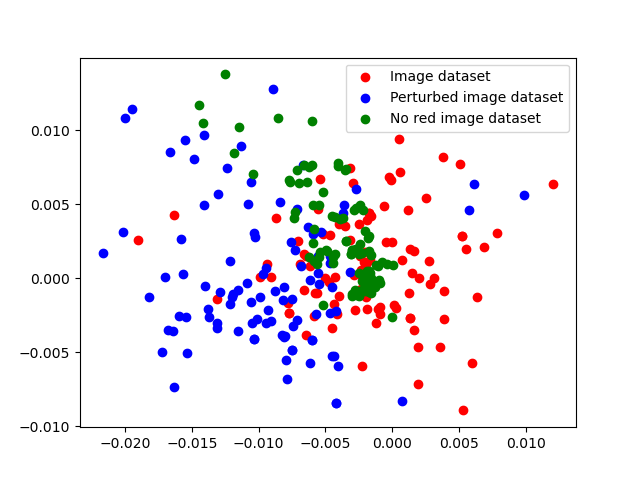 Image dataset
Perturbed image dataset
No red image dataset
0.010
0.005
0.000
−0.005
−0.010
−0.020 −0.015 −0.010 −0.005 0.000 0.005 0.010